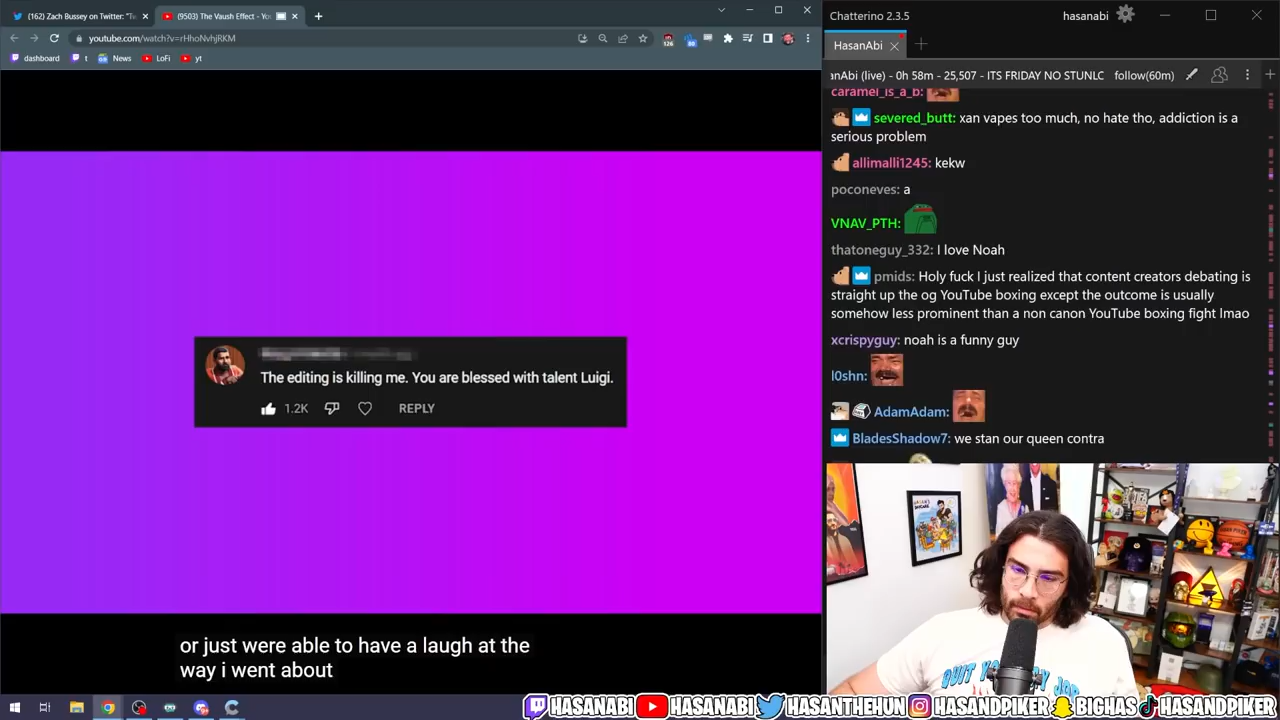 (162) Zach Bussey on Twitter: "Tw
(9503) The Vaush Effect - You
youtube.com/watch?v=rHhoNvhjRKM
dashboard
t
News
LoFi
yt
Chatterino 2.3.5
hasanabi
HasanAbi
anAbi (live) - 0h 58m - 25,507 - ITS FRIDAY NO STUNLC
follow(60m)
caramel_is_a_b:
severed_butt: xan vapes too much, no hate tho, addiction is a
serious problem
allimalli1245: kekw
poconeves: a
VNAV_PTH:
thatoneguy_332: I love Noah
pmids: Holy fuck I just realized that content creators debating is
straight up the og YouTube boxing except the outcome is usually
somehow less prominent than a non canon YouTube boxing fight lmao
xcrispyguy: noah is a funny guy
l0shn:
AdamAdam:
BladesShadow7: we stan our queen contra
The editing is killing me. You are blessed with talent Luigi.
1.2K
REPLY
or just were able to have a laugh at the
way i went about
HASANABI
HASANABI
HASANTHEHUN
HASANDPIKER
BIGHAS
HASANDPIKER